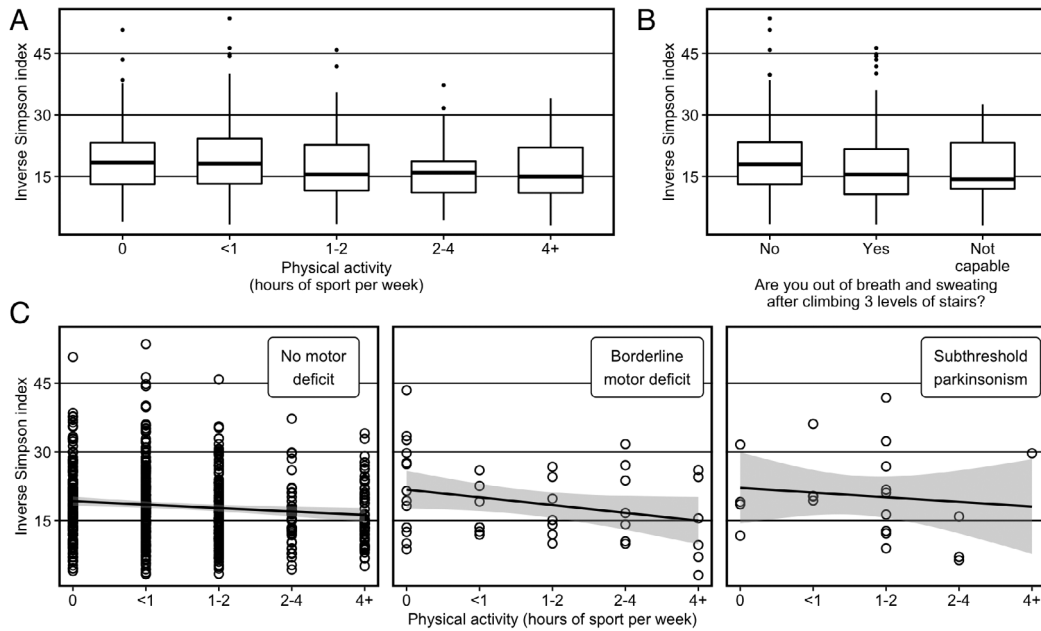 A
Inverse Simpson index
45
30
15
0 <1 1-2 2-4 4+
Physical activity
(hours of sport per week)
B
Inverse Simpson index
45
30
15
No Yes Not
capable
Are you out of breath and sweating
after climbing 3 levels of stairs?
C
Inverse Simpson index
45
30
15
No motor
deficit
0 <1 1-2 2-4 4+
Borderline
motor deficit
0 <1 1-2 2-4 4+
Subthreshold
parkinsonism
0 <1 1-2 2-4 4+
Physical activity (hours of sport per week)